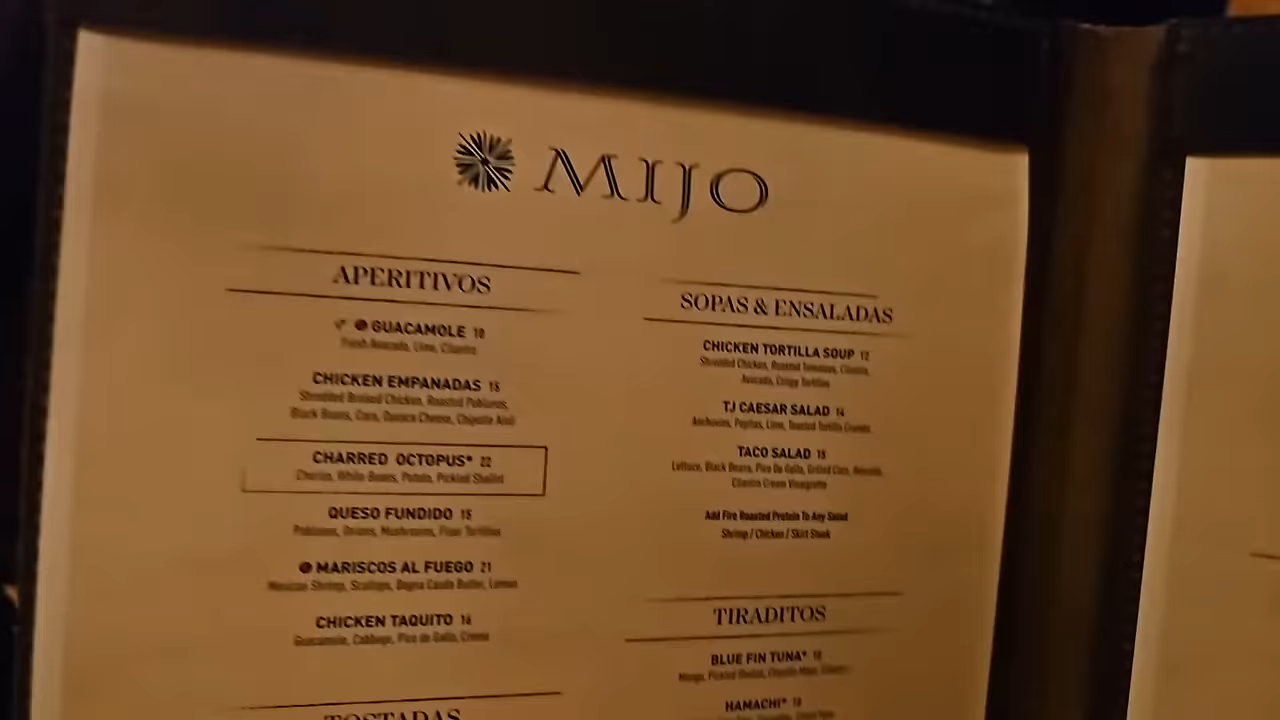 MIJO
APERITIVOS
GUACAMOLE 10
Fresh Avocado, Lime, Cilantro
CHICKEN EMPANADAS 15
Shredded Braised Chicken, Roasted Poblanos,
Black Beans, Corn, Oaxaca Cheese, Chipotle Aioli
CHARRED OCTOPUS* 22
Chorizo, White Beans, Potato, Pickled Shallot
QUESO FUNDIDO 15
Poblanos, Onions, Mushrooms, Flour Tortillas
MARISCOS AL FUEGO 21
Mexican Shrimp, Scallops, Bagna Cauda Butter, Lemon
CHICKEN TAQUITO 16
Guacamole, Cabbage, Pico de Gallo, Crema
TOSTADAS
SOPAS & ENSALADAS
CHICKEN TORTILLA SOUP 12
Shredded Chicken, Roasted Tomatoes, Cilantro,
Avocado, Crispy Tortillas
TJ CAESAR SALAD 14
Anchovies, Pepitas, Lime, Toasted Tortilla Crumbs
TACO SALAD 15
Lettuce, Black Beans, Pico De Gallo, Grilled Corn, Avocado,
Cilantro Cream Vinaigrette
Add Fire Roasted Protein To Any Salad
Shrimp / Chicken / Skirt Steak
TIRADITOS
BLUE FIN TUNA* 18
Mango, Pickled Shallot,
HAMACHI* 18